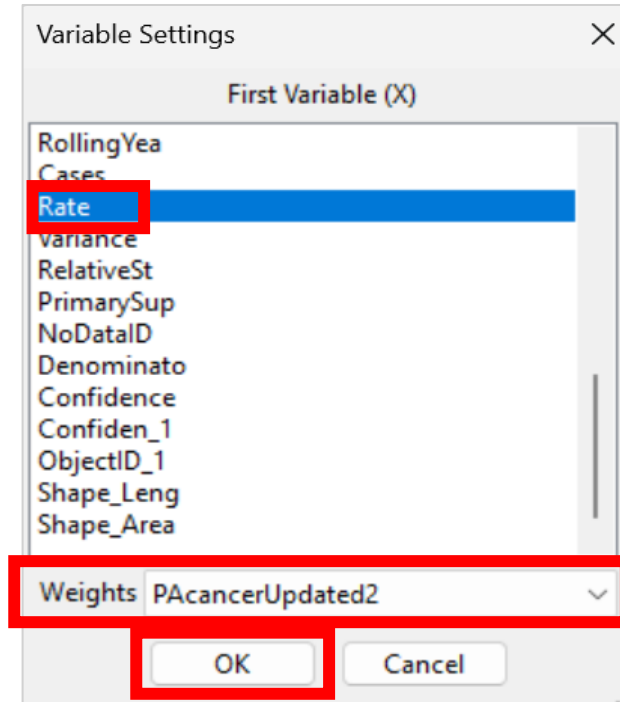 Variable Settings
First Variable (X)
RollingYea
Cases
Rate
Variance
RelativeSt
PrimarySup
NoDataID
Denominato
Confidence
Confiden_1
ObjectID_1
Shape_Leng
Shape_Area
Weights PAcancerUpdated2
OK Cancel